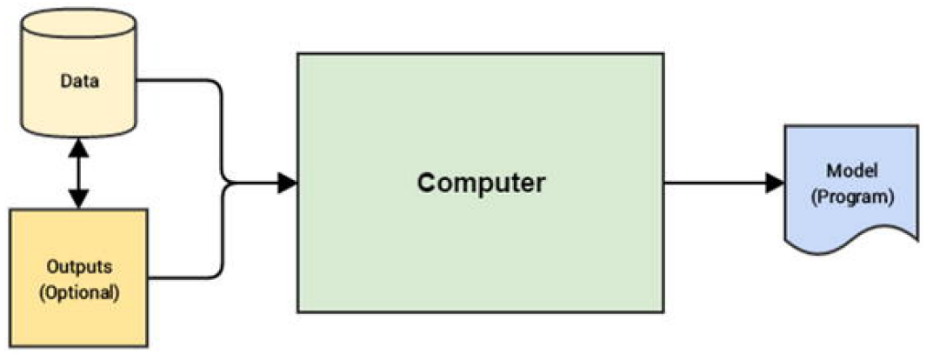 Data
Outputs
(Optional)
Computer
Model
(Program)